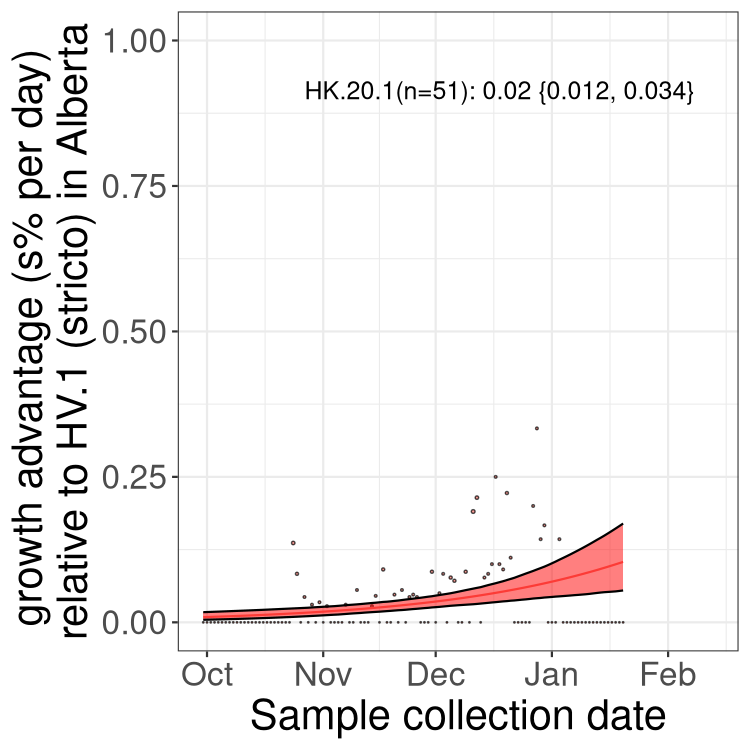 growth advantage (s% per day)
relative to HV.1 (stricto) in Alberta
1.00
0.75
0.50
0.25
0.00
HK.20.1(n=51): 0.02 {0.012, 0.034}
Oct Nov Dec Jan Feb
Sample collection date